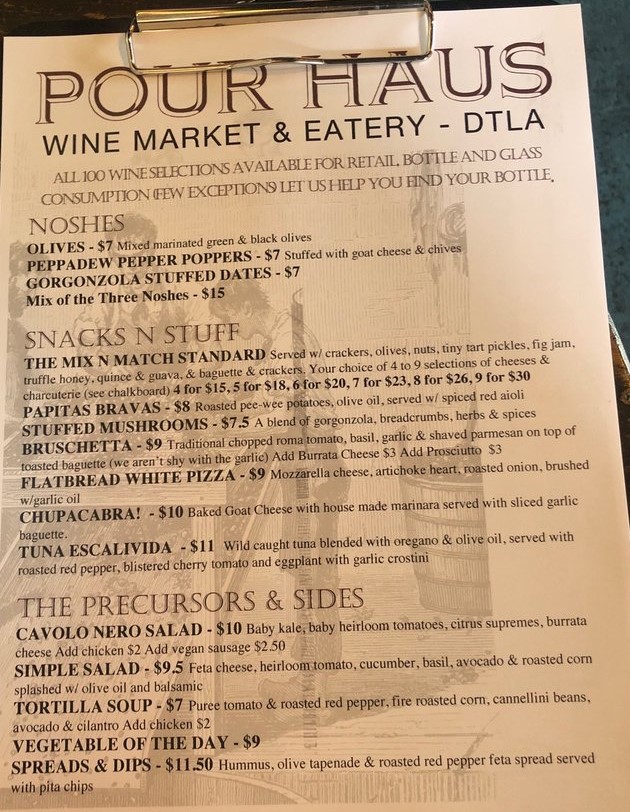 POUR HAUS
WINE MARKET & EATERY - DTLA
ALL 100 WINE SELECTIONS AVAILABLE FOR RETAIL, BOTTLE AND GLASS
CONSUMPTION (FEW EXCEPTIONS) LET US HELP YOU FIND YOUR BOTTLE.
NOSHES
OLIVES - $7 Mixed marinated green & black olives
PEPPADEW PEPPER POPPERS - $7 Stuffed with goat cheese & chives
GORGONZOLA STUFFED DATES - $7
Mix of the Three Noshes - $15
SNACKS N STUFF
THE MIX N MATCH STANDARD Served w/ crackers, olives, nuts, tiny tart pickles, fig jam,
truffle honey, quince & guava, & baguette & crackers. Your choice of 4 to 9 selections of cheeses &
charcuterie (see chalkboard) 4 for $15, 5 for $18, 6 for $20, 7 for $23, 8 for $26, 9 for $30
PAPITAS BRAVAS - $8 Roasted pee-wee potatoes, olive oil, served w/ spiced red aioli
STUFFED MUSHROOMS - $7.5 A blend of gorgonzola, breadcrumbs, herbs & spices
BRUSCHETTA - $9 Traditional chopped roma tomato, basil, garlic & shaved parmesan on top of
toasted baguette (we aren't shy with the garlic) Add Burrata Cheese $3 Add Prosciutto $3
FLATBREAD WHITE PIZZA - $9 Mozzarella cheese, artichoke heart, roasted onion, brushed
w/garlic oil
CHUPACABRA! - $10 Baked Goat Cheese with house made marinara served with sliced garlic
baguette.
TUNA ESCALIVIDA - $11 Wild caught tuna blended with oregano & olive oil, served with
roasted red pepper, blistered cherry tomato and eggplant with garlic crostini
THE PRECURSORS & SIDES
CAVOLO NERO SALAD - $10 Baby kale, baby heirloom tomatoes, citrus supremes, burrata
cheese Add chicken $2 Add vegan sausage $2.50
SIMPLE SALAD - $9.5 Feta cheese, heirloom tomato, cucumber, basil, avocado & roasted corn
splashed w/ olive oil and balsamic
TORTILLA SOUP - $7 Puree tomato & roasted red pepper, fire roasted corn, cannellini beans,
avocado & cilantro Add chicken $2
VEGETABLE OF THE DAY - $9
SPREADS & DIPS - $11.50 Hummus, olive tapenade & roasted red pepper feta spread served
with pita chips